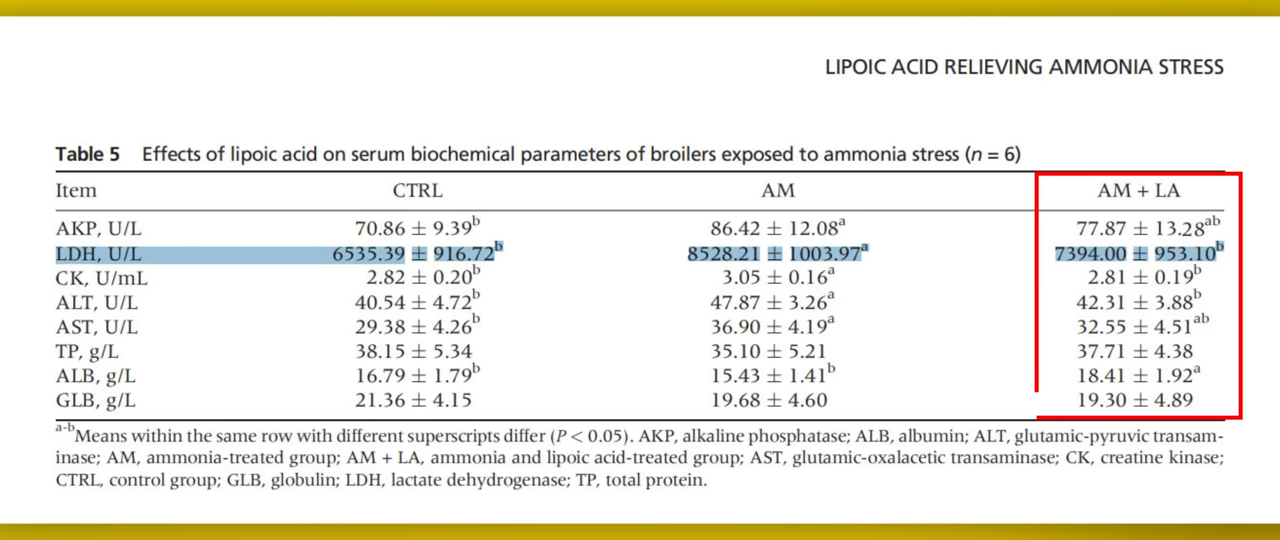 LIPOIC ACID RELIEVING AMMONIA STRESS
Table 5 Effects of lipoic acid on serum biochemical parameters of broilers exposed to ammonia stress (n = 6)
Item CTRL AM AM + LA
AKP, U/L 70.86 ± 9.39ᵇ 86.42 ± 12.08ᵃ 77.87 ± 13.28ᵃᵇ
LDH, U/L 6535.39 ± 916.72ᵇ 8528.21 ± 1003.97ᵃ 7394.00 ± 953.10ᵇ
CK, U/mL 2.82 ± 0.20ᵇ 3.05 ± 0.16ᵃ 2.81 ± 0.19ᵇ
ALT, U/L 40.54 ± 4.72ᵇ 47.87 ± 3.26ᵃ 42.31 ± 3.88ᵇ
AST, U/L 29.38 ± 4.26ᵇ 36.90 ± 4.19ᵃ 32.55 ± 4.51ᵃᵇ
TP, g/L 38.15 ± 5.34 35.10 ± 5.21 37.71 ± 4.38
ALB, g/L 16.79 ± 1.79ᵇ 15.43 ± 1.41ᵇ 18.41 ± 1.92ᵃ
GLB, g/L 21.36 ± 4.15 19.68 ± 4.60 19.30 ± 4.89
ᵃ⁻ᵇMeans within the same row with different superscripts differ (P < 0.05). AKP, alkaline phosphatase; ALB, albumin; ALT, glutamic-pyruvic transam-
inase; AM, ammonia-treated group; AM + LA, ammonia and lipoic acid-treated group; AST, glutamic-oxalacetic transaminase; CK, creatine kinase;
CTRL, control group; GLB, globulin; LDH, lactate dehydrogenase; TP, total protein.